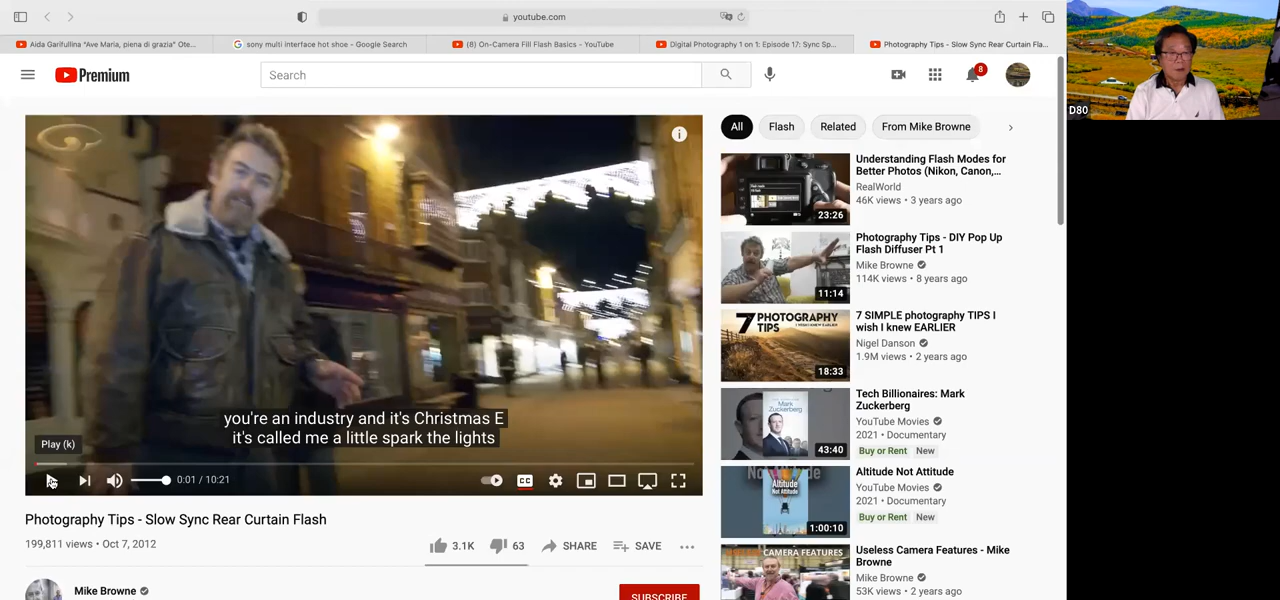 youtube.com
Aida Garifullina "Ave Maria, piena di grazia" Ote...
sony multi interface hot shoe - Google Search
(8) On-Camera Fill Flash Basics - YouTube
Digital Photography 1 on 1: Episode 17: Sync Sp...
Photography Tips - Slow Sync Rear Curtain Fla...
D80
Premium
Search
8
All
Flash
Related
From Mike Browne
you're an industry and it's Christmas E
it's called me a little spark the lights
Play (k)
0:01 / 10:21
CC
Photography Tips - Slow Sync Rear Curtain Flash
199,811 views • Oct 7, 2012
3.1K
63
SHARE
SAVE
Mike Browne
SUBSCRIBE
23:26
Understanding Flash Modes for
Better Photos (Nikon, Canon,...
RealWorld
46K views • 3 years ago
11:14
Photography Tips - DIY Pop Up
Flash Diffuser Pt 1
Mike Browne
114K views • 8 years ago
7 PHOTOGRAPHY
TIPS
18:33
7 SIMPLE photography TIPS I
wish I knew EARLIER
Nigel Danson
1.9M views • 2 years ago
Mark
Zuckerberg
43:40
Tech Billionaires: Mark
Zuckerberg
YouTube Movies
2021 • Documentary
Buy or Rent
New
Altitude
Not
Attitude
1:00:10
Altitude Not Attitude
YouTube Movies
2021 • Documentary
Buy or Rent
New
CAMERA FEATURES
Useless Camera Features - Mike
Browne
Mike Browne
53K views • 2 years ago